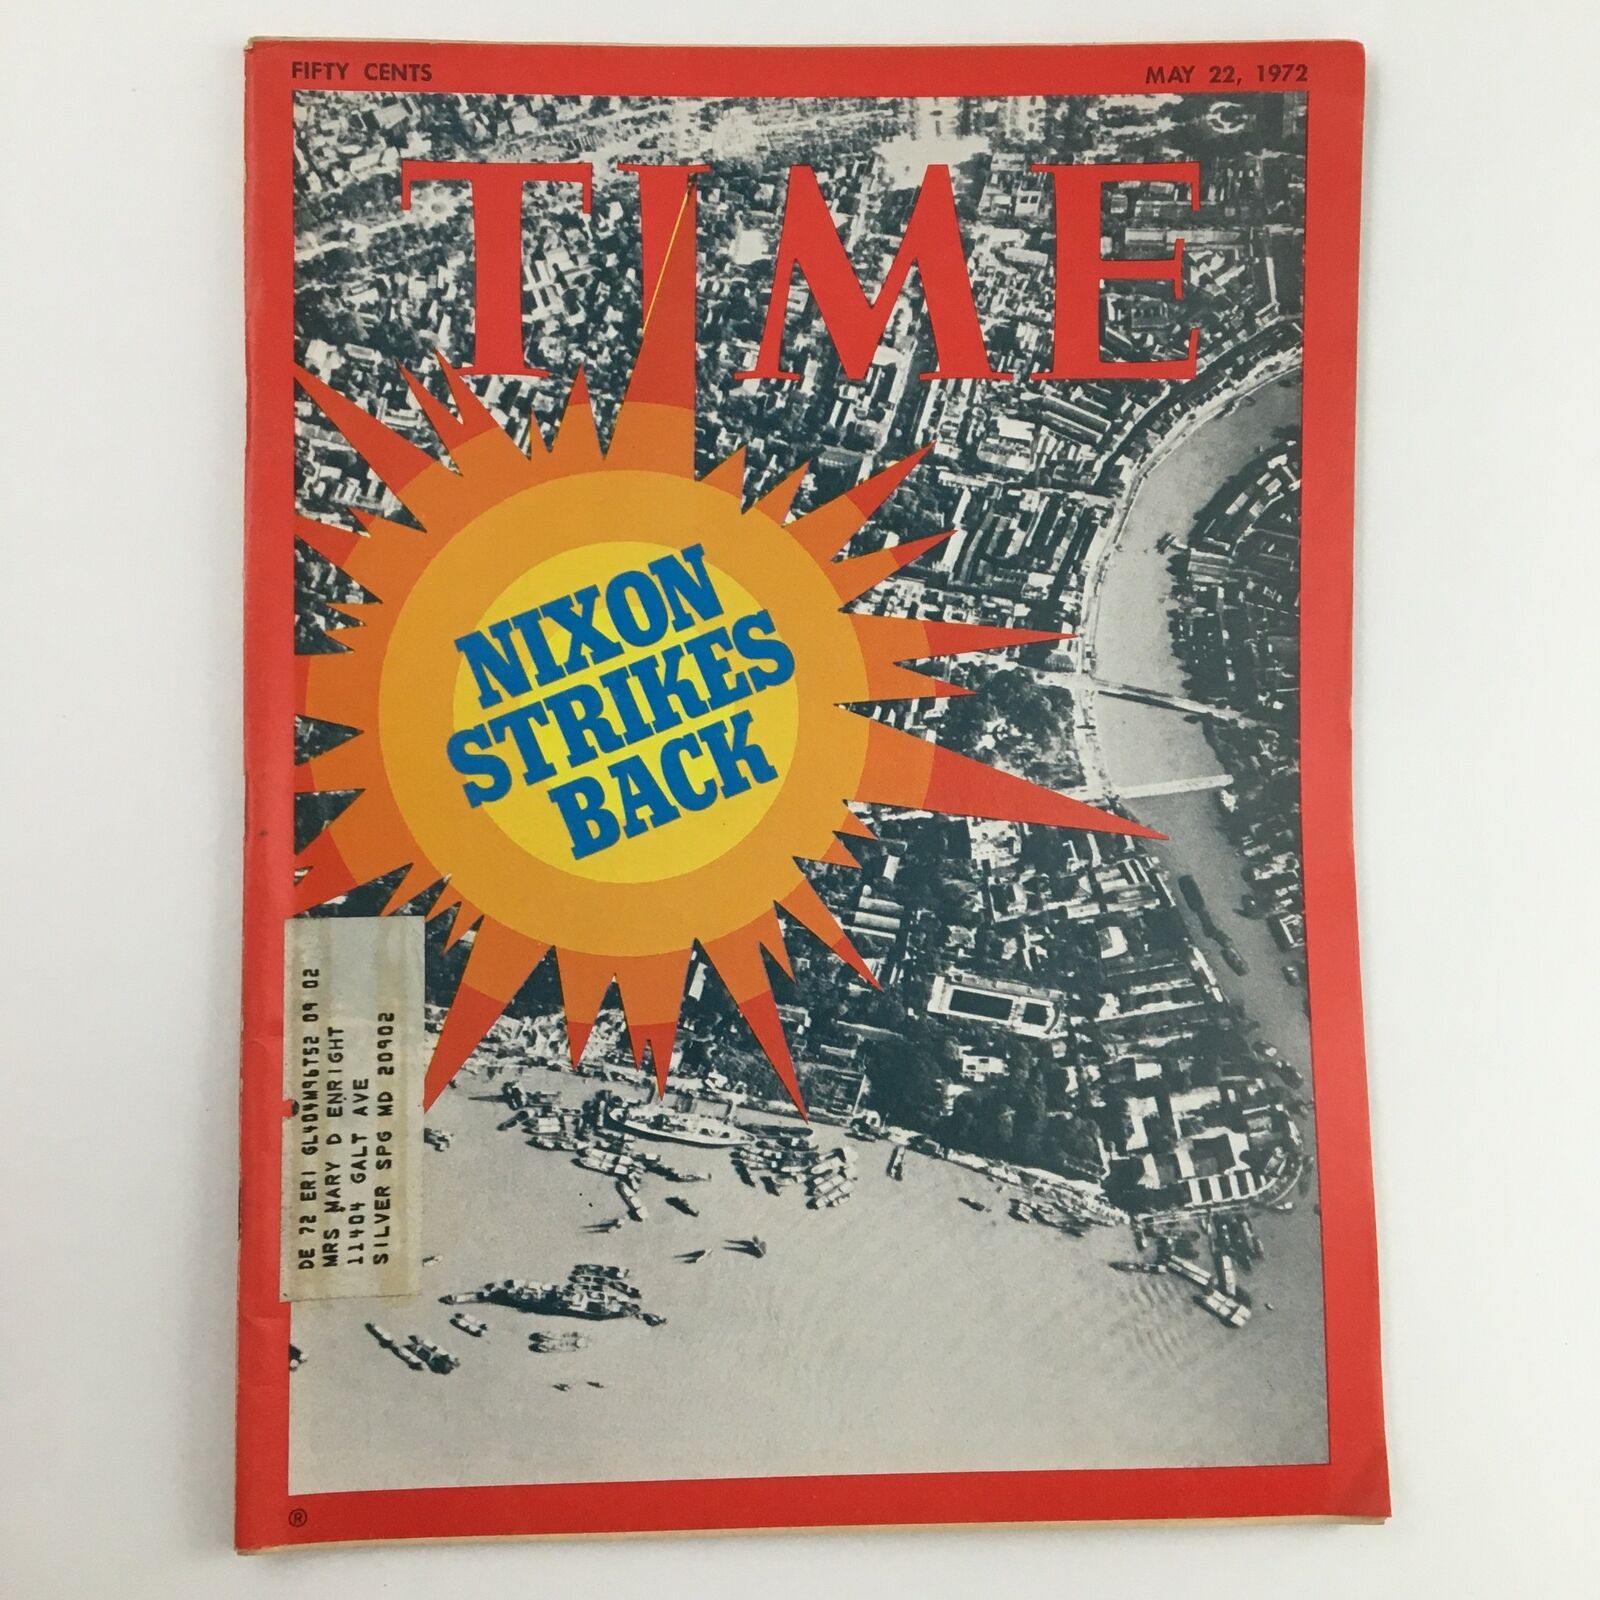 FIFTY CENTS
MAY 22, 1972
TIME
NIXON
STRIKES
BACK
DE 72 ERI GL404M96T52 09 02
MRS MARY D ENRIGHT
11404 GALT AVE
SILVER SPG MD 20902
®